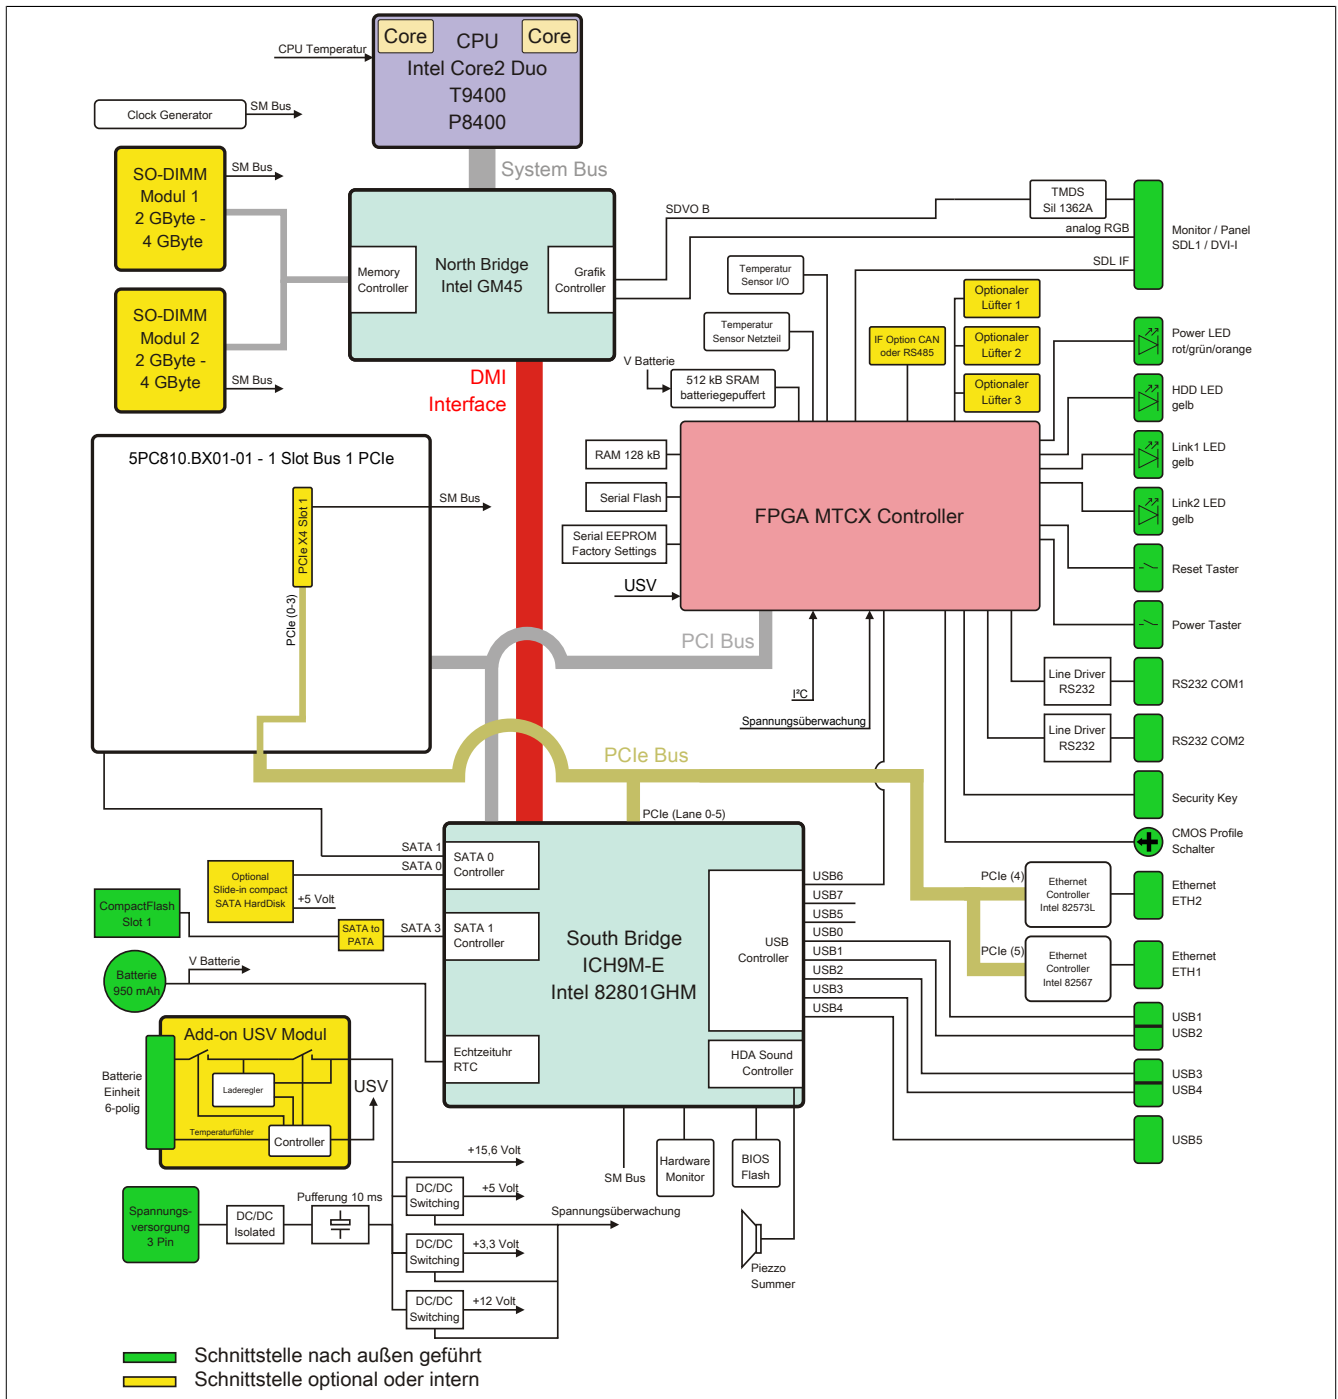 Core
CPU
Core
Intel Core2 Duo
T9400
P8400
CPU Temperatur
Clock Generator
SM Bus
SO-DIMM
Modul 1
2 GByte -
4 GByte
SM Bus
SO-DIMM
Modul 2
2 GByte -
4 GByte
SM Bus
System Bus
Memory
Controller
North Bridge
Intel GM45
Grafik
Controller
SDVO B
TMDS
Sil 1362A
analog RGB
SDL IF
Monitor / Panel
SDL1 / DVI-I
Temperatur
Sensor I/O
Temperatur
Sensor Netzteil
V Batterie
512 kB SRAM
batteriegepuffert
IF Option CAN
oder RS485
Optionaler
Lüfter 1
Optionaler
Lüfter 2
Optionaler
Lüfter 3
Power LED
rot/grün/orange
HDD LED
gelb
Link1 LED
gelb
Link2 LED
gelb
Reset Taster
Power Taster
DMI
Interface
5PC810.BX01-01 - 1 Slot Bus 1 PCIe
PCIe X4 Slot 1
SM Bus
PCIe (0-3)
RAM 128 kB
Serial Flash
Serial EEPROM
Factory Settings
USV
FPGA MTCX Controller
PCI Bus
I²C
Spannungsüberwachung
Line Driver
RS232
RS232 COM1
Line Driver
RS232
RS232 COM2
Security Key
CMOS Profile
Schalter
PCIe Bus
PCIe (Lane 0-5)
PCIe (4)
Ethernet
Controller
Intel 82573L
Ethernet
ETH2
PCIe (5)
Ethernet
Controller
Intel 82567
Ethernet
ETH1
SATA 1
SATA 0
SATA 0
Controller
Optional
Slide-in compact
SATA HardDisk
+5 Volt
CompactFlash
Slot 1
SATA to
PATA
SATA 3
SATA 1
Controller
Batterie
950 mAh
V Batterie
South Bridge
ICH9M-E
Intel 82801GHM
USB
Controller
USB6
USB7
USB5
USB0
USB1
USB2
USB3
USB4
USB1
USB2
USB3
USB4
USB5
Echtzeituhr
RTC
HDA Sound
Controller
Add-on USV Modul
Laderegler
Temperaturfühler
Controller
Batterie
Einheit
6-polig
USV
SM Bus
Hardware
Monitor
BIOS
Flash
Piezzo
Summer
+15,6 Volt
DC/DC
Switching
+5 Volt
Spannungsüberwachung
DC/DC
Switching
+3,3 Volt
DC/DC
Switching
+12 Volt
Spannungs-
versorgung
3 Pin
DC/DC
Isolated
Pufferung 10 ms
Schnittstelle nach außen geführt
Schnittstelle optional oder intern